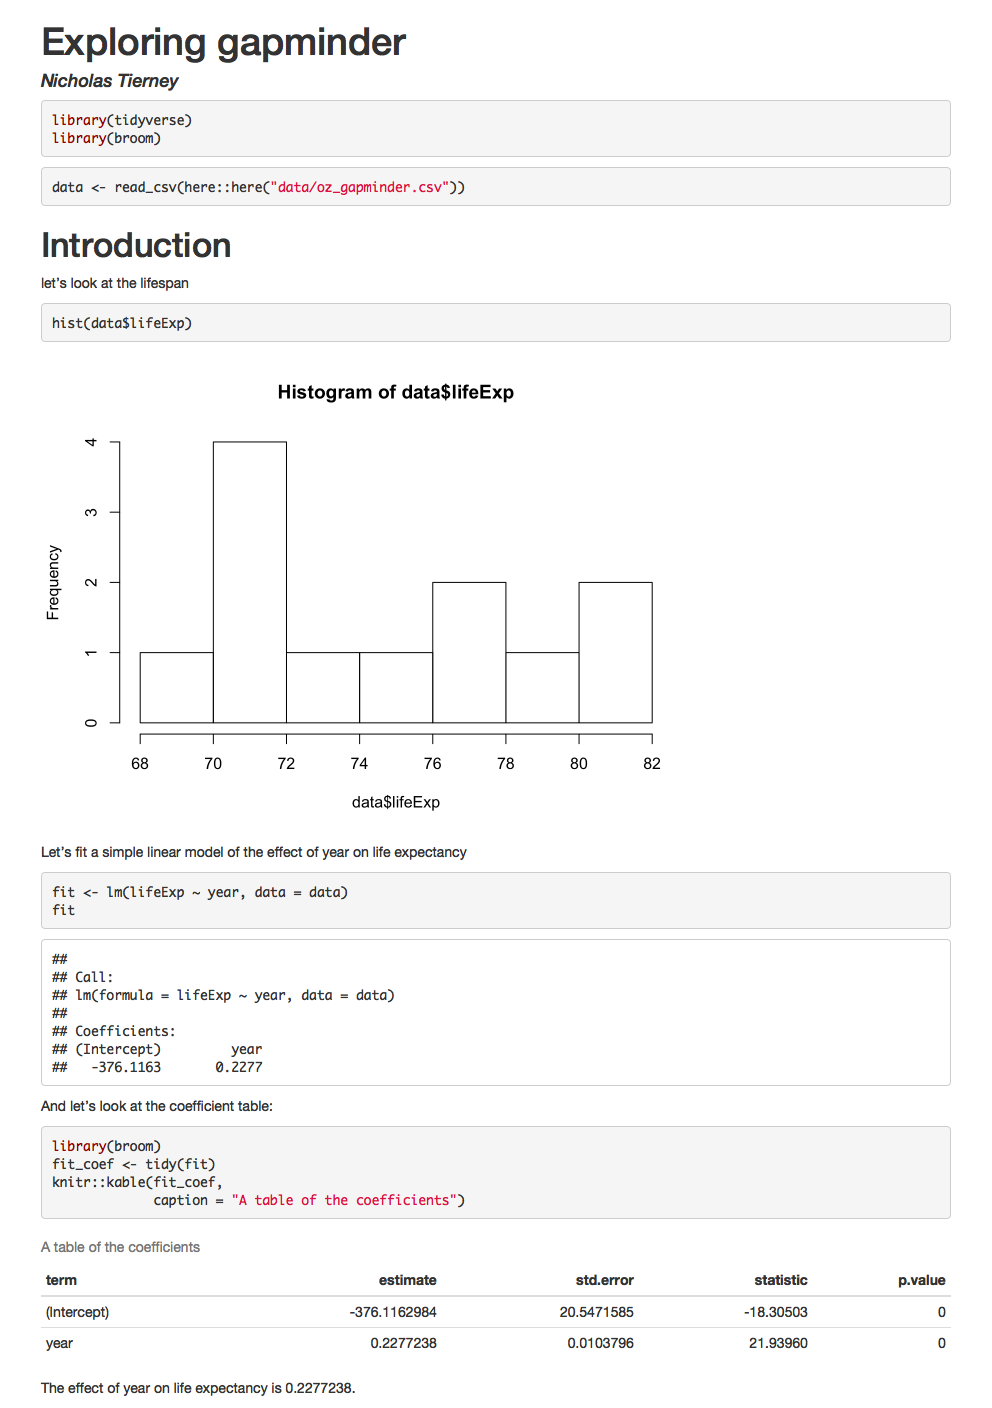 Exploring gapminder
Nicholas Tierney
library(tidyverse)
library(broom)
data <- read_csv(here::here("data/oz_gapminder.csv"))
Introduction
let's look at the lifespan
hist(data$lifeExp)
Histogram of data$lifeExp
4
3
2
1
0
Frequency
68 70 72 74 76 78 80 82
data$lifeExp
Let's fit a simple linear model of the effect of year on life expectancy
fit <- lm(lifeExp ~ year, data = data)
fit
##
## Call:
## lm(formula = lifeExp ~ year, data = data)
##
## Coefficients:
## (Intercept)         year
##   -376.1163       0.2277
And let's look at the coefficient table:
library(broom)
fit_coef <- tidy(fit)
knitr::kable(fit_coef,
             caption = "A table of the coefficients")
A table of the coefficients
term estimate std.error statistic p.value
(Intercept) -376.1162984 20.5471585 -18.30503 0
year 0.2277238 0.0103796 21.93960 0
The effect of year on life expectancy is 0.2277238.